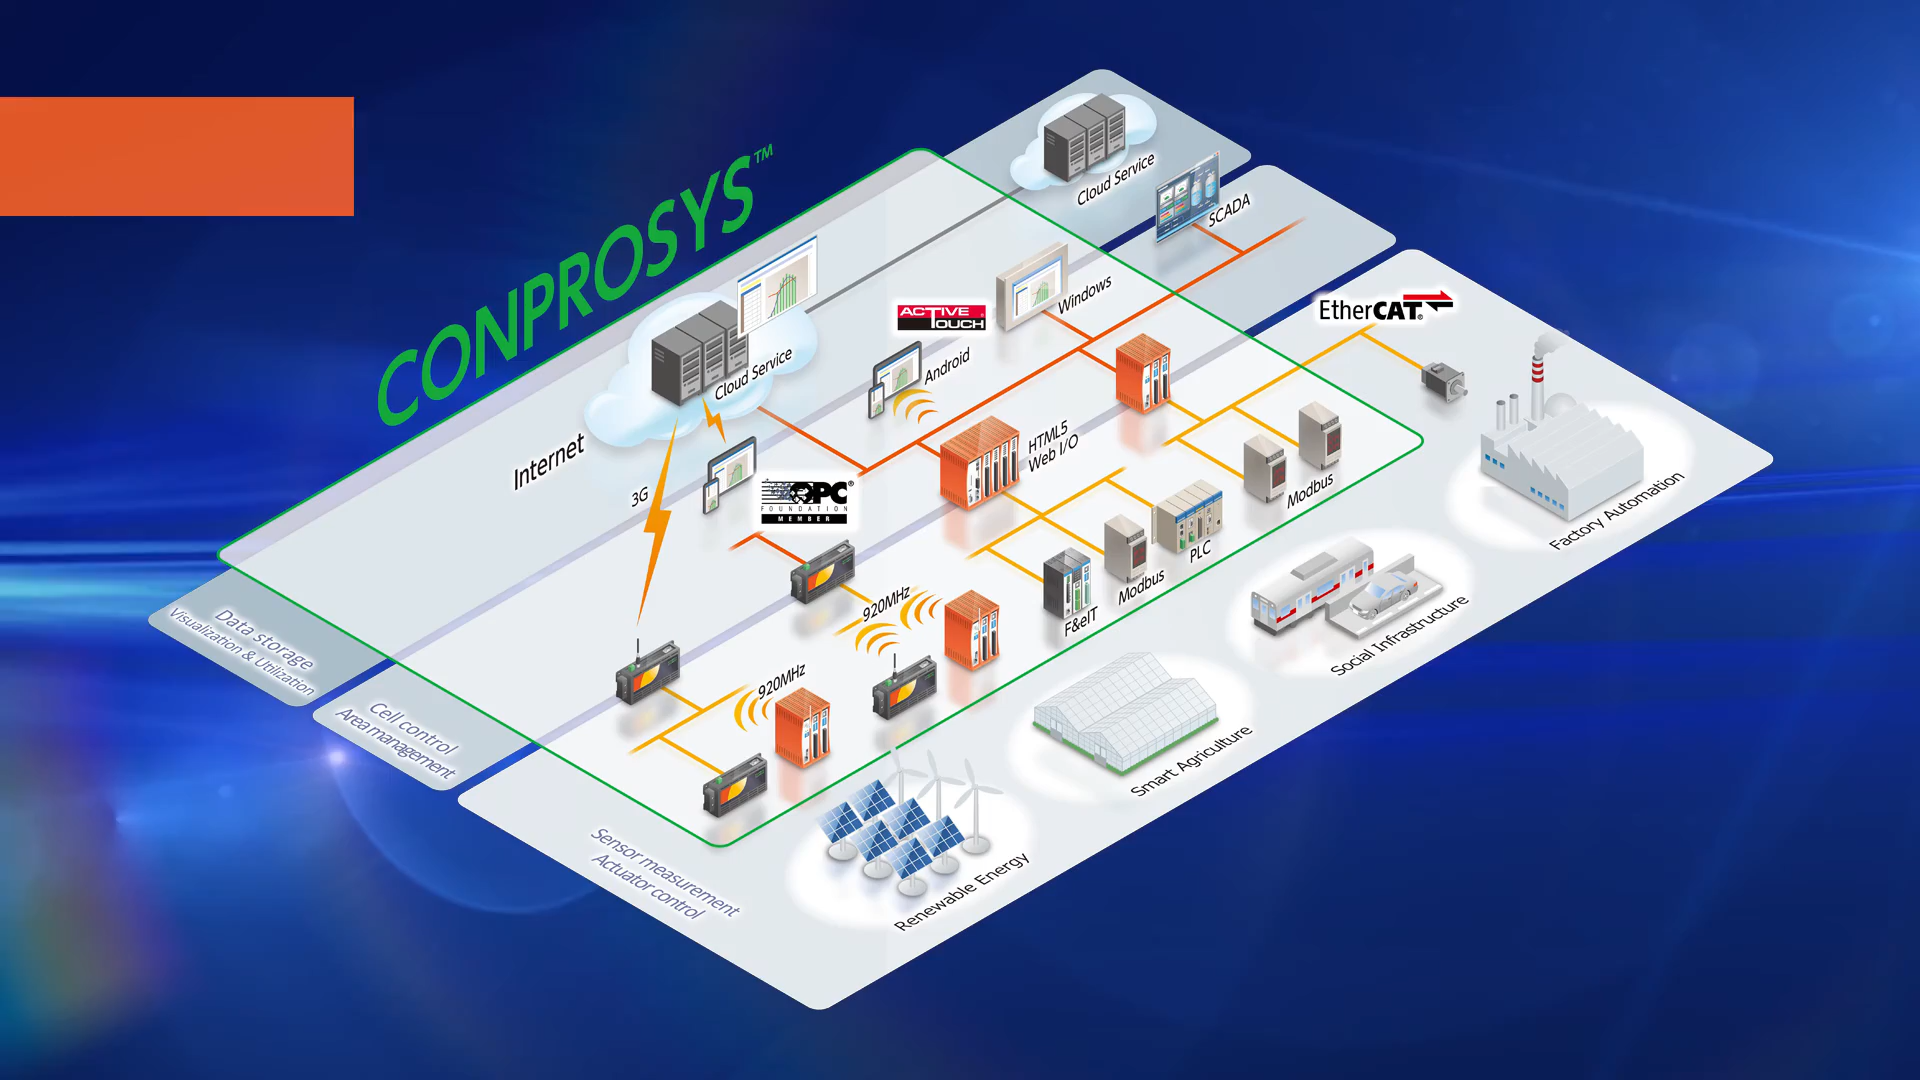 CONPROSYS™
Cloud Service
SCADA
Windows
EtherCAT®
ACTIVE
TOUCH®
Android
Cloud Service
Internet
3G
HTML5
Web I/O
OPC®
FOUNDATION
MEMBER
Modbus
PLC
Modbus
F&eIT
920MHz
920MHz
Factory Automation
Social Infrastructure
Smart Agriculture
Renewable Energy
Data storage
Visualization & Utilization
Cell control
Area management
Sensor measurement
Actuator control